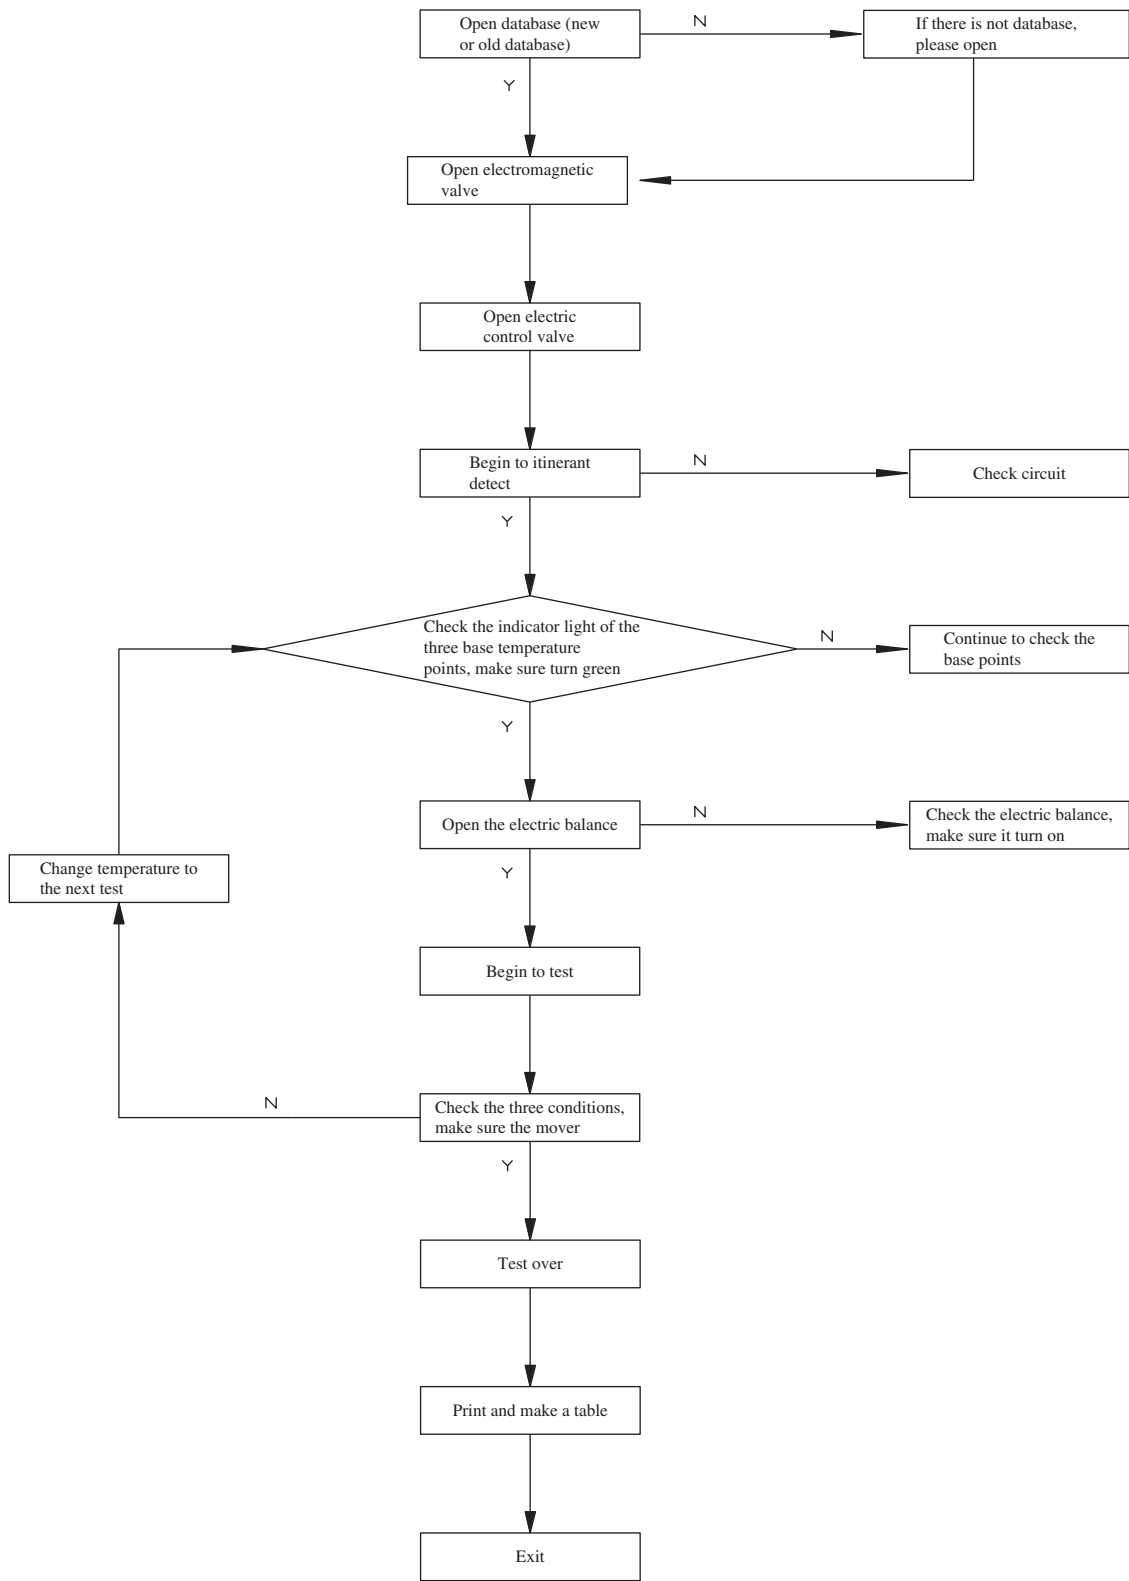 Open database (new
or old database)
N
If there is not database,
please open
Y
Open electromagnetic
valve
Open electric
control valve
Begin to itinerant
detect
N
Check circuit
Y
Check the indicator light of the
three base temperature
points, make sure turn green
N
Continue to check the
base points
Y
Open the electric balance
N
Check the electric balance,
make sure it turn on
Change temperature to
the next test
Y
Begin to test
N
Check the three conditions,
make sure the mover
Y
Test over
Print and make a table
Exit